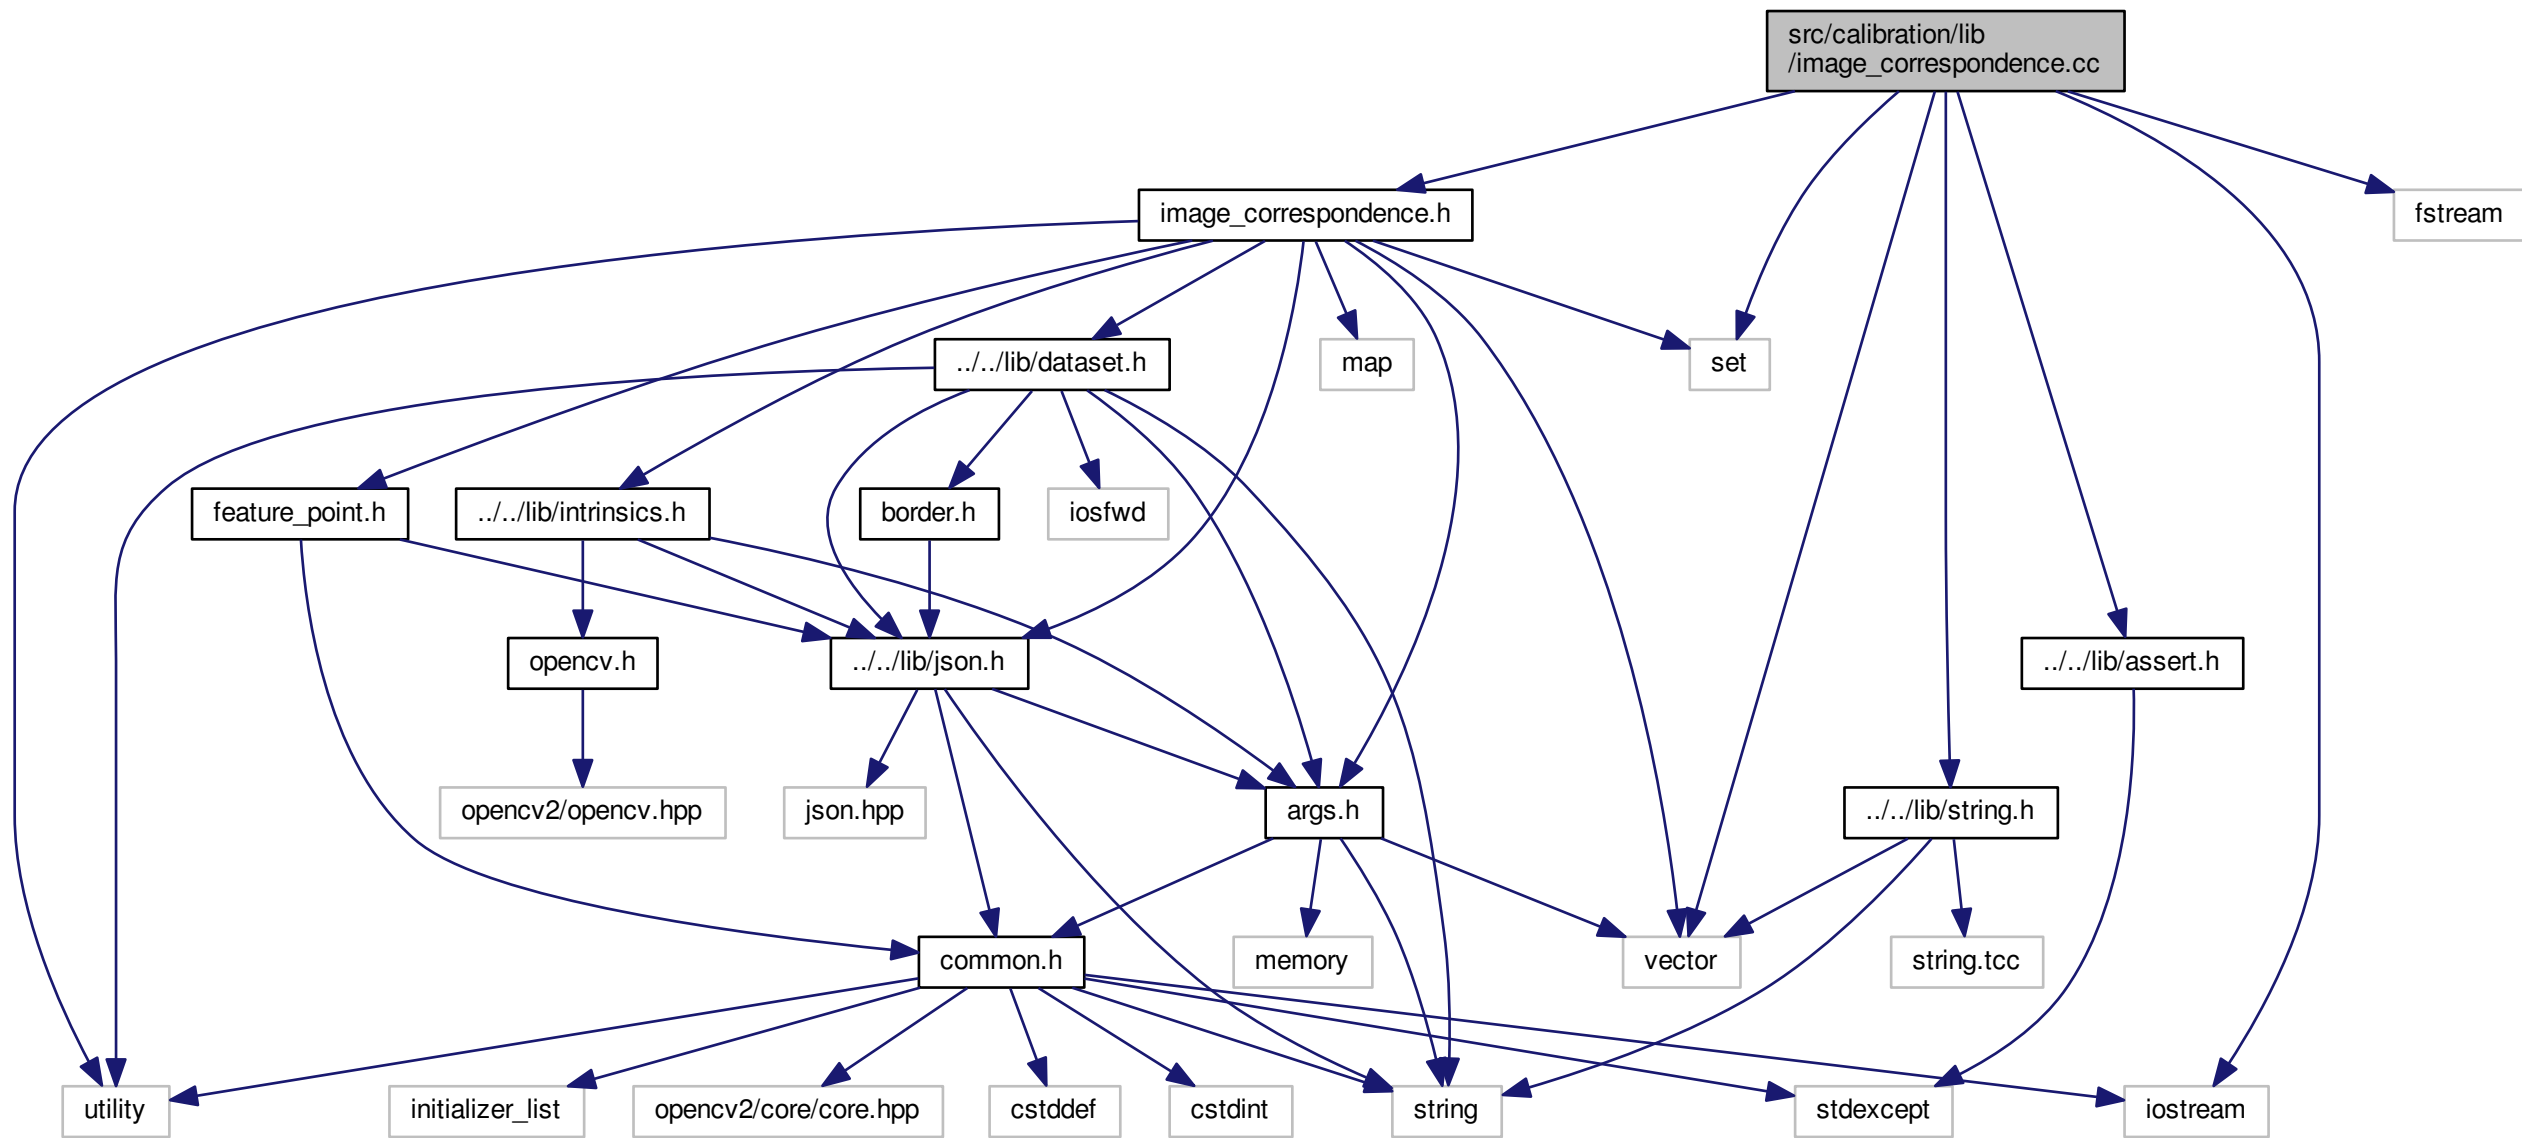 src/calibration/lib
/image_correspondence.cc
image_correspondence.h
fstream
../../lib/dataset.h
map
set
feature_point.h
../../lib/intrinsics.h
border.h
iosfwd
opencv.h
../../lib/json.h
../../lib/assert.h
opencv2/opencv.hpp
json.hpp
args.h
../../lib/string.h
common.h
memory
vector
string.tcc
utility
initializer_list
opencv2/core/core.hpp
cstddef
cstdint
string
stdexcept
iostream